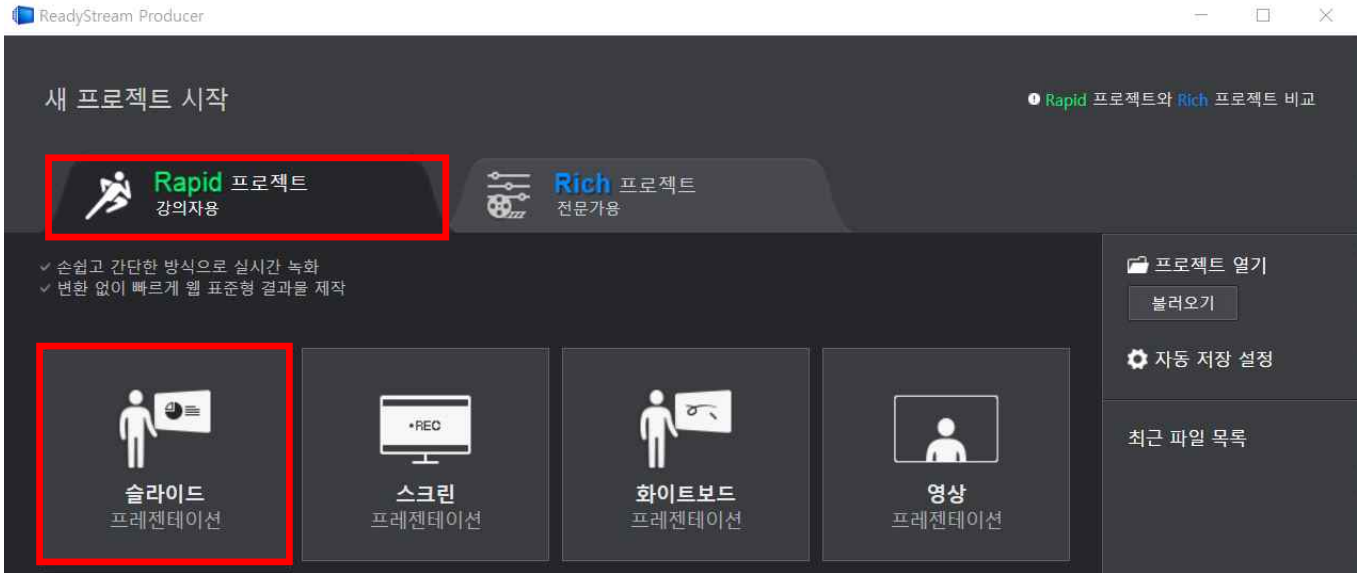 ReadyStream Producer
새 프로젝트 시작
Rapid 프로젝트와 Rich 프로젝트 비교
Rapid 프로젝트
강의자용
Rich 프로젝트
전문가용
손쉽고 간단한 방식으로 실시간 녹화
변환 없이 빠르게 웹 표준형 결과물 제작
프로젝트 열기
불러오기
자동 저장 설정
최근 파일 목록
슬라이드
프레젠테이션
•REC
스크린
프레젠테이션
화이트보드
프레젠테이션
영상
프레젠테이션